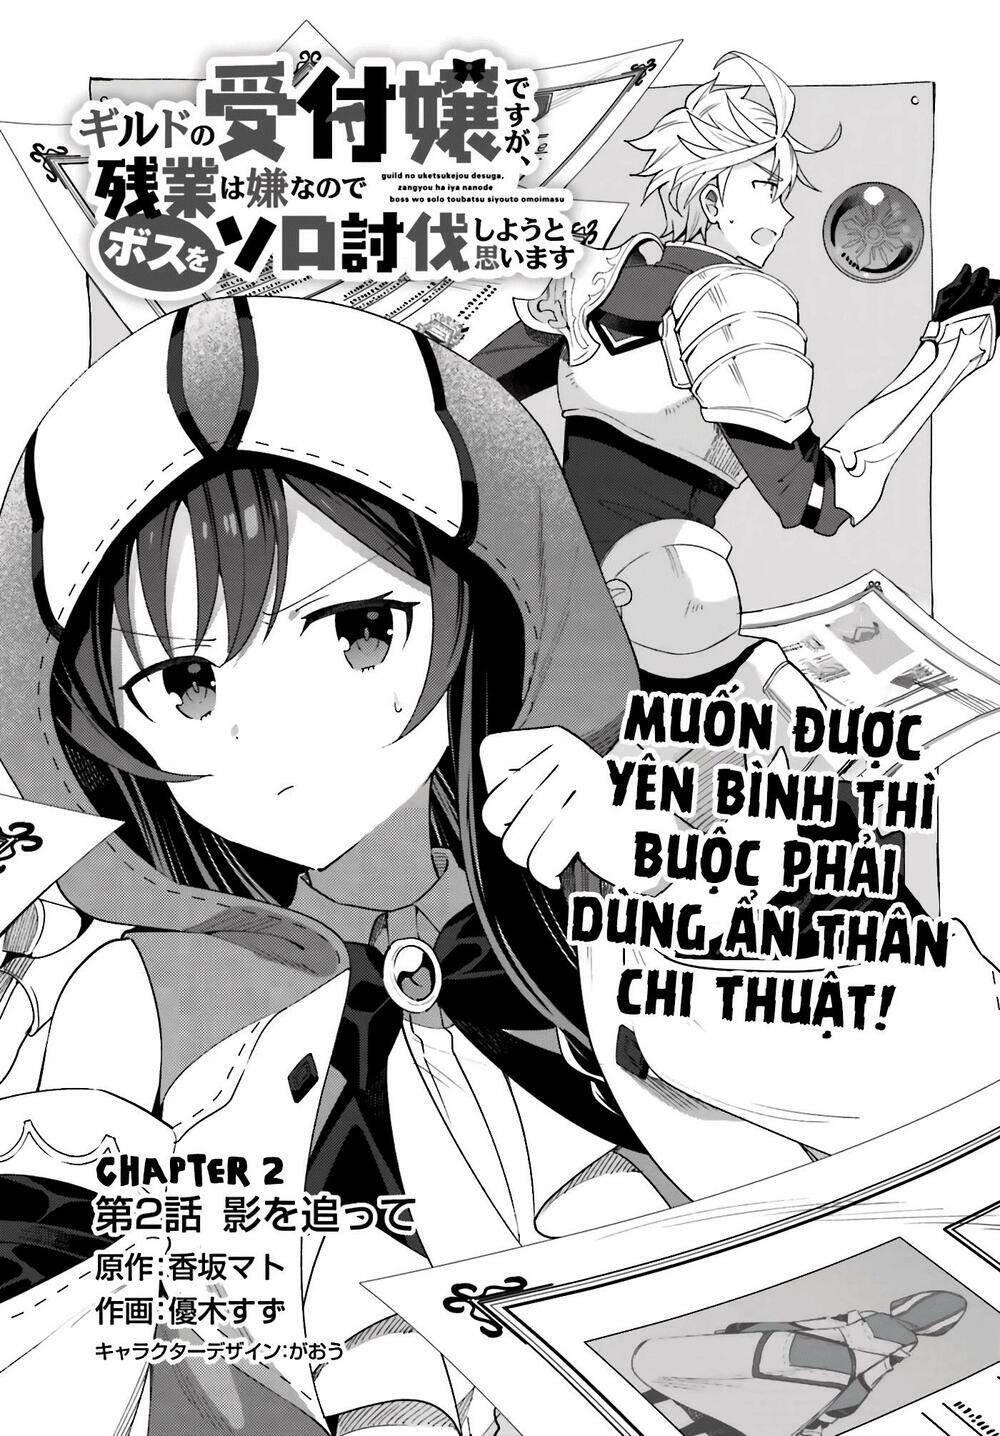 ギルドの受付嬢ですが、
残業は嫌なので
guild no uketsukejou desuga,
zangyou ha iya nanode
boss wo solo toubatsu siyouto omoimasu
ボスをソロ討伐しようと
思います
MUỐN ĐƯỢC
YÊN BÌNH THÌ
BUỘC PHẢI
DÙNG ẨN THÂN
CHI THUẬT!
CHAPTER 2
第2話 影を追って
原作：香坂マト
作画：優木すず
キャラクターデザイン：がおう